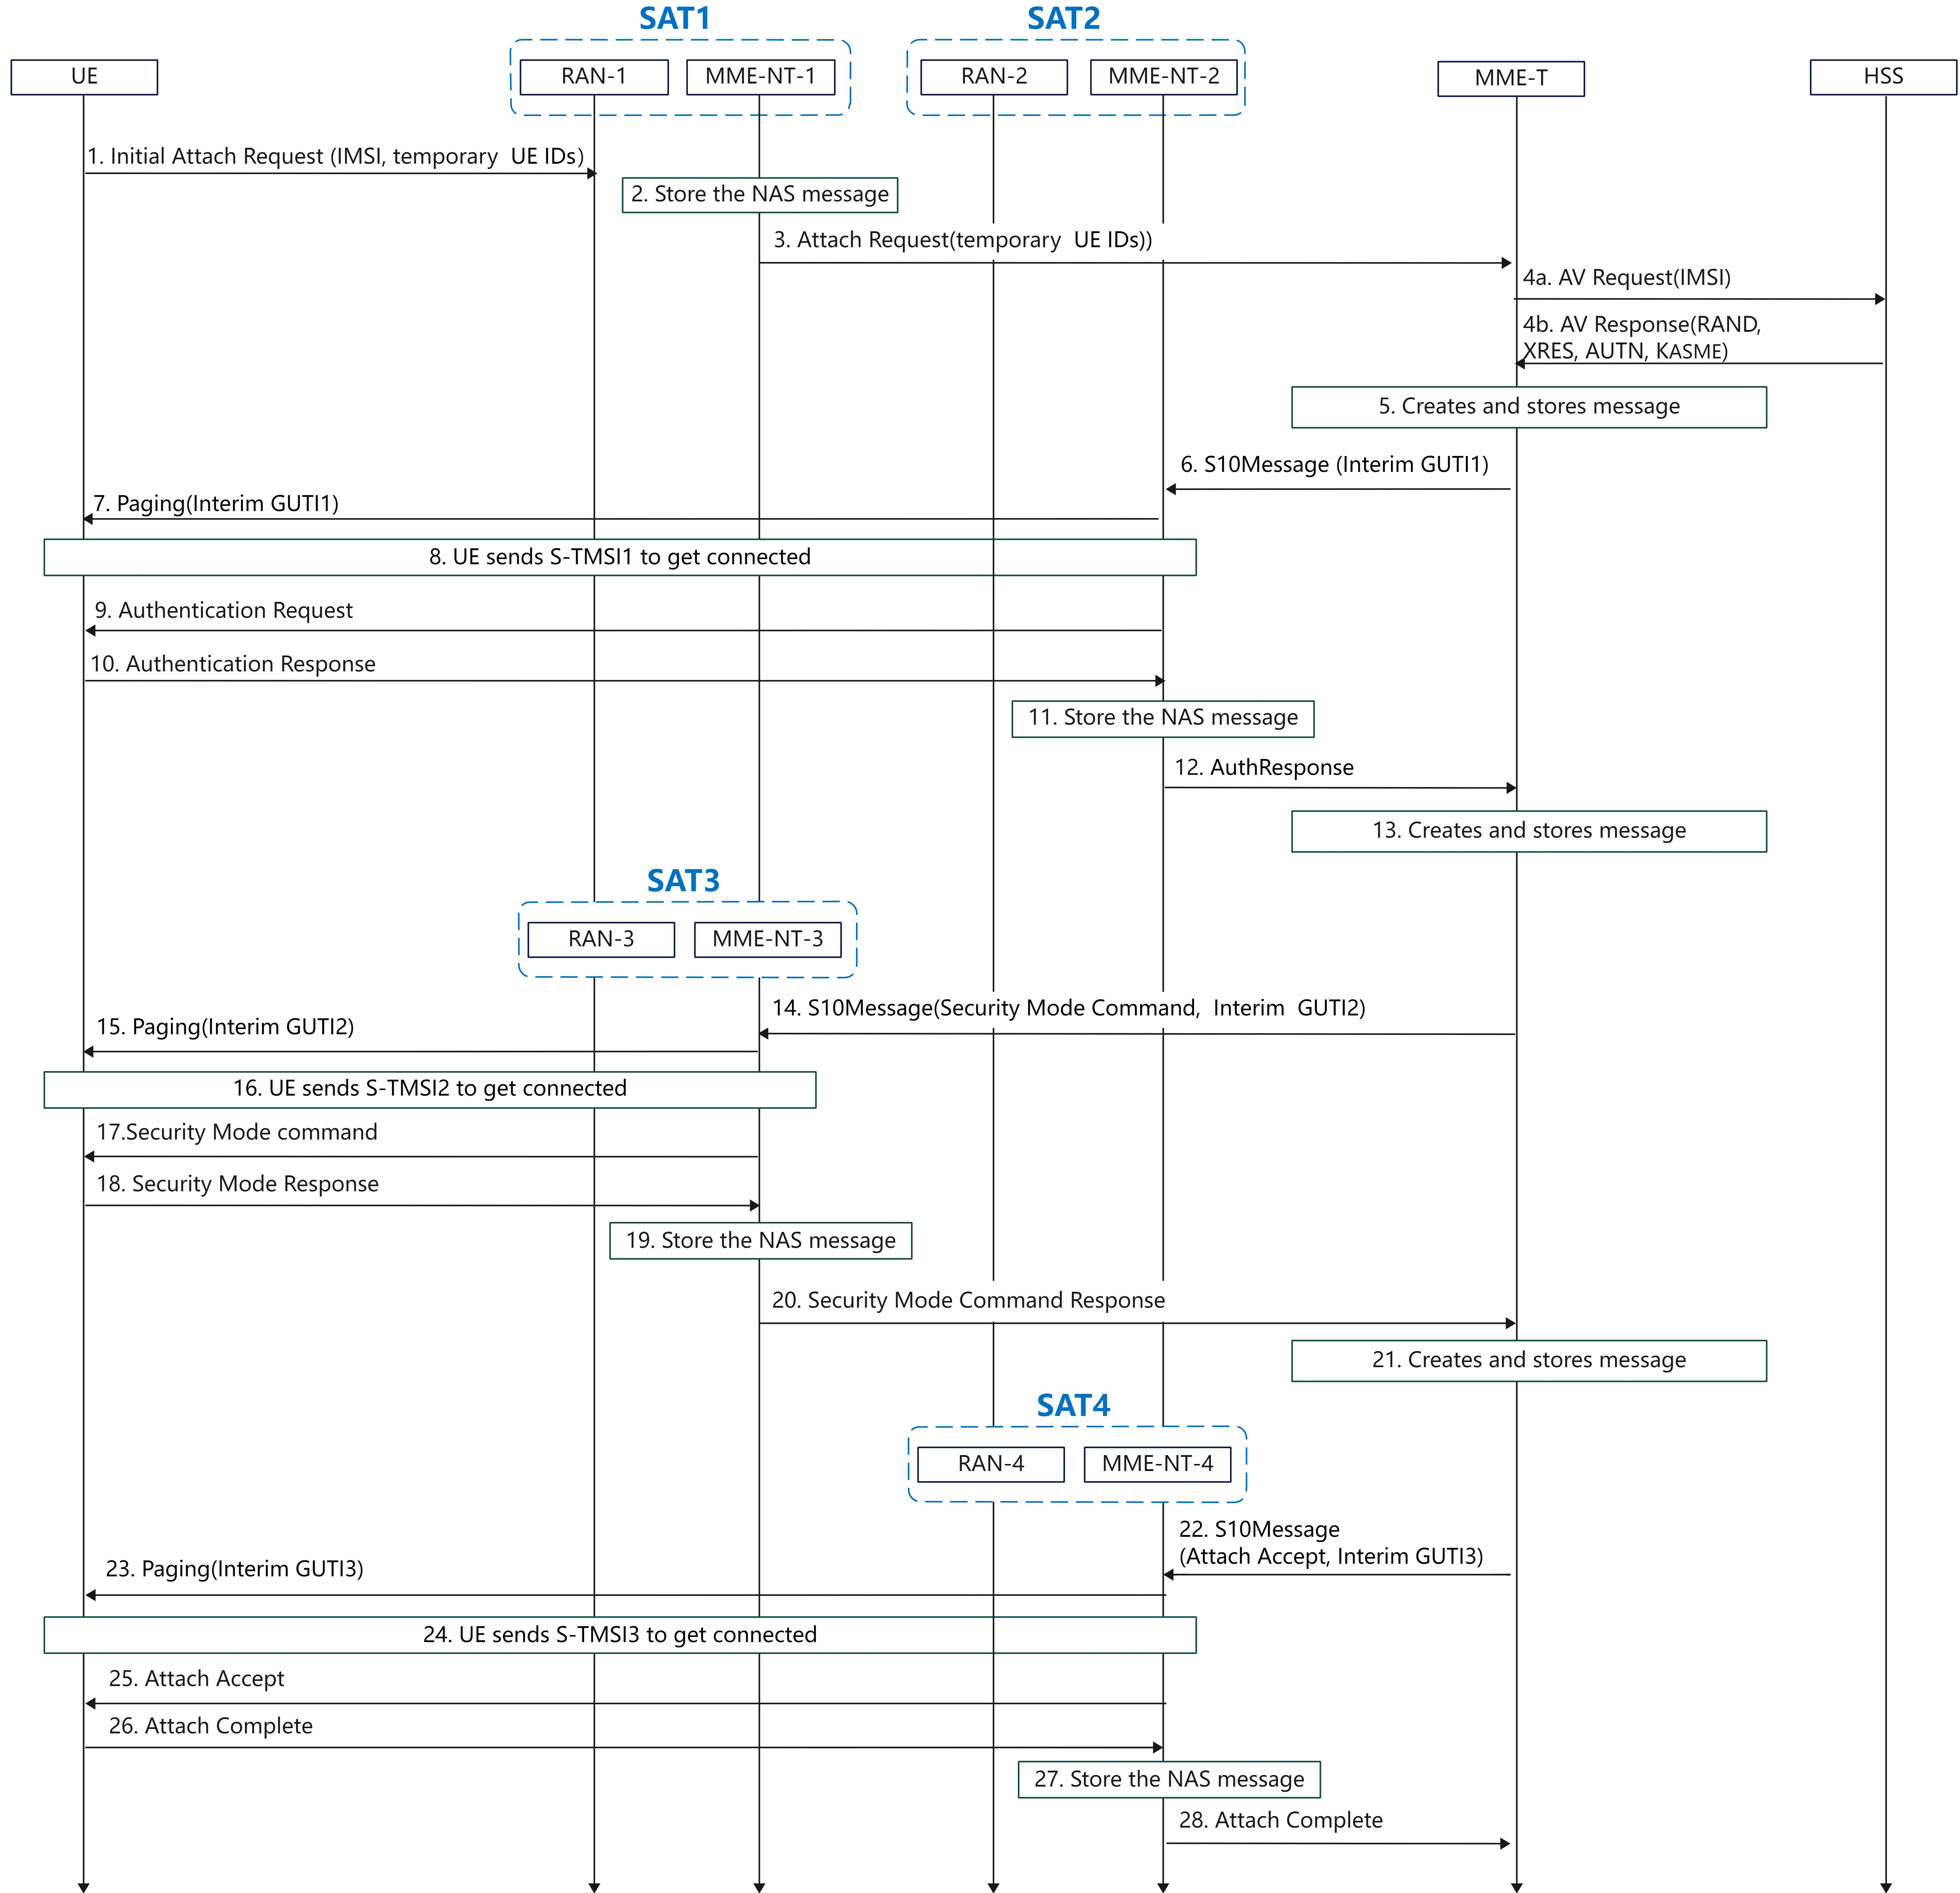 SAT1
SAT2
UE
RAN-1
MME-NT-1
RAN-2
MME-NT-2
MME-T
HSS
1. Initial Attach Request (IMSI, temporary  UE IDs)
2. Store the NAS message
3. Attach Request(temporary  UE IDs))
4a. AV Request(IMSI)
4b. AV Response(RAND,
XRES, AUTN, KASME)
5. Creates and stores message
6. S10Message (Interim GUTI1)
7. Paging(Interim GUTI1)
8. UE sends S-TMSI1 to get connected
9. Authentication Request
10. Authentication Response
11. Store the NAS message
12. AuthResponse
13. Creates and stores message
SAT3
RAN-3
MME-NT-3
14. S10Message(Security Mode Command,  Interim  GUTI2)
15. Paging(Interim GUTI2)
16. UE sends S-TMSI2 to get connected
17.Security Mode command
18. Security Mode Response
19. Store the NAS message
20. Security Mode Command Response
21. Creates and stores message
SAT4
RAN-4
MME-NT-4
22. S10Message
(Attach Accept, Interim GUTI3)
23. Paging(Interim GUTI3)
24. UE sends S-TMSI3 to get connected
25. Attach Accept
26. Attach Complete
27. Store the NAS message
28. Attach Complete